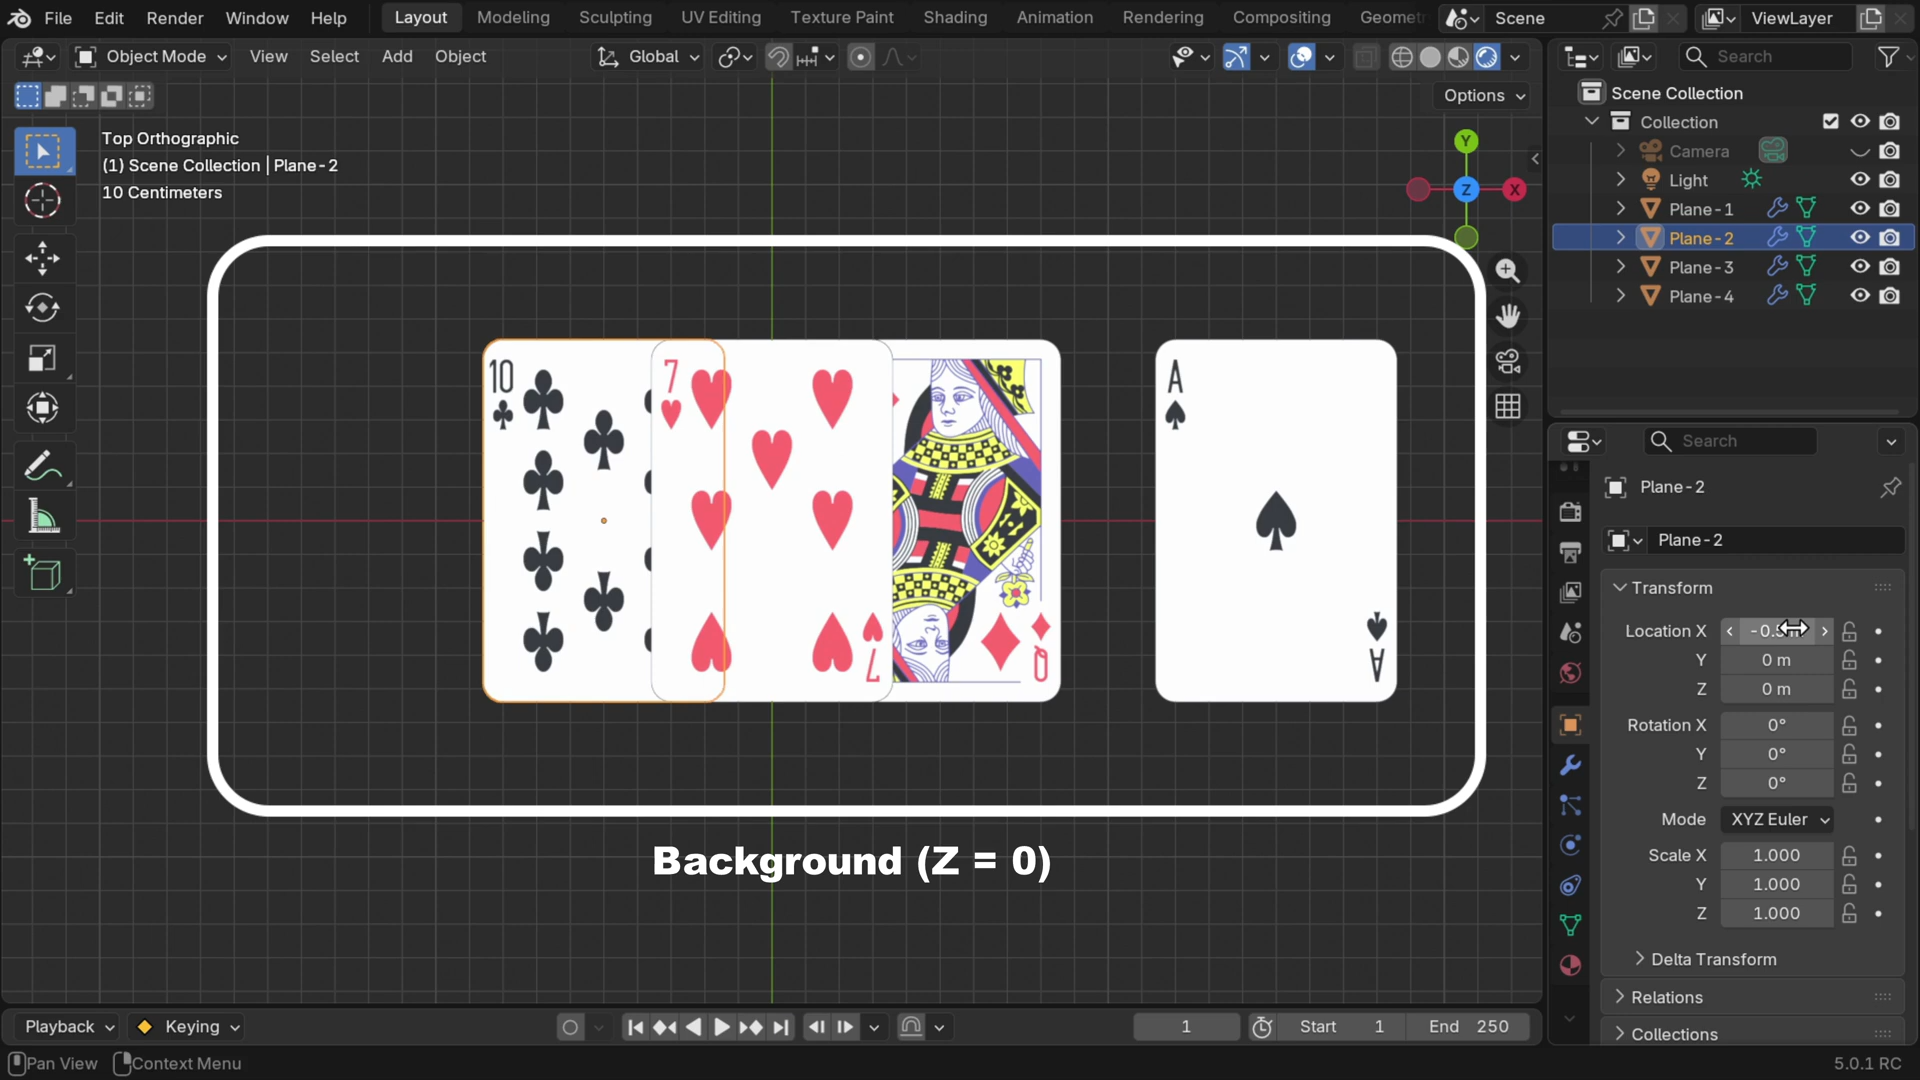 File Edit Render Window Help Layout Modeling Sculpting UV Editing Texture Paint Shading Animation Rendering Compositing Scene ViewLayer
Object Mode View Select Add Object Global Search
Options
Scene Collection
Collection
Camera
Light
Plane-1
Plane-2
Plane-3
Plane-4
Top Orthographic
(1) Scene Collection | Plane-2
10 Centimeters
Y
Z
X
10
7
A
7
Q
A
Background (Z = 0)
Search
Plane-2
Plane-2
Transform
Location X
Y 0 m
Z 0 m
Rotation X 0°
Y 0°
Z 0°
Mode XYZ Euler
Scale X 1.000
Y 1.000
Z 1.000
Delta Transform
Relations
Collections
Playback Keying 1 Start 1 End 250
Pan View Context Menu 5.0.1 RC